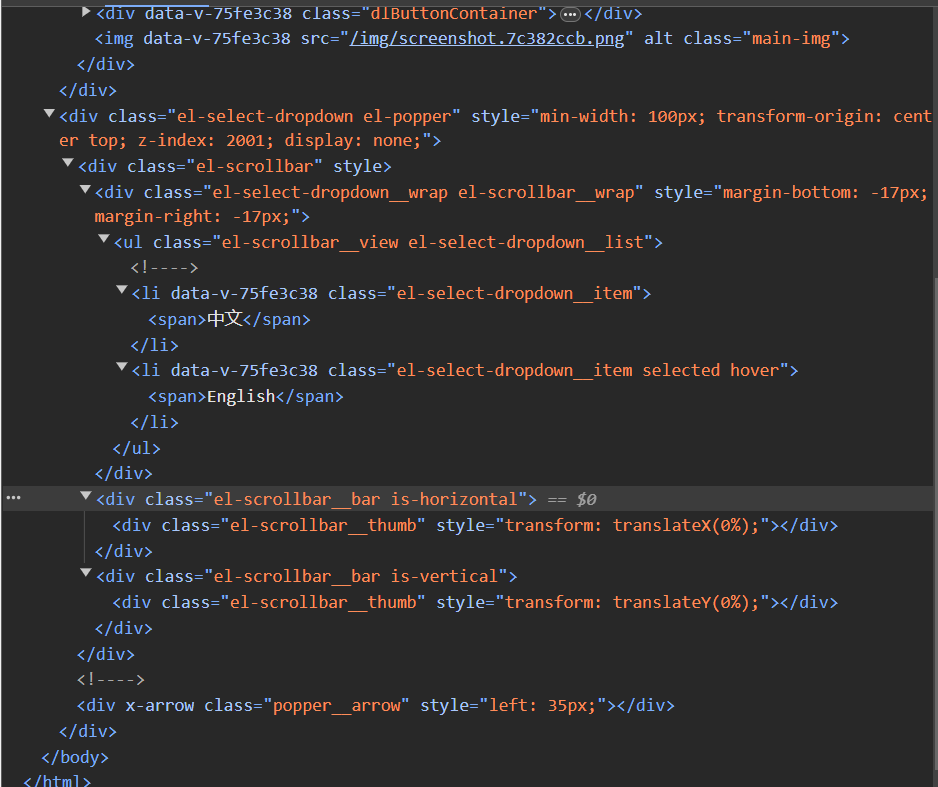 <div data-v-75fe3c38 class="dlButtonContainer">…</div>
<img data-v-75fe3c38 src="/img/screenshot.7c382ccb.png" alt class="main-img">
</div>
</div>
<div class="el-select-dropdown el-popper" style="min-width: 100px; transform-origin: cent
er top; z-index: 2001; display: none;">
<div class="el-scrollbar" style>
<div class="el-select-dropdown__wrap el-scrollbar__wrap" style="margin-bottom: -17px;
margin-right: -17px;">
<ul class="el-scrollbar__view el-select-dropdown__list">
<!---->
<li data-v-75fe3c38 class="el-select-dropdown__item">
<span>中文</span>
</li>
<li data-v-75fe3c38 class="el-select-dropdown__item selected hover">
<span>English</span>
</li>
</ul>
</div>
<div class="el-scrollbar__bar is-horizontal"> == $0
<div class="el-scrollbar__thumb" style="transform: translateX(0%);"></div>
</div>
<div class="el-scrollbar__bar is-vertical">
<div class="el-scrollbar__thumb" style="transform: translateY(0%);"></div>
</div>
</div>
<!---->
<div x-arrow class="popper__arrow" style="left: 35px;"></div>
</div>
</body>
</html>